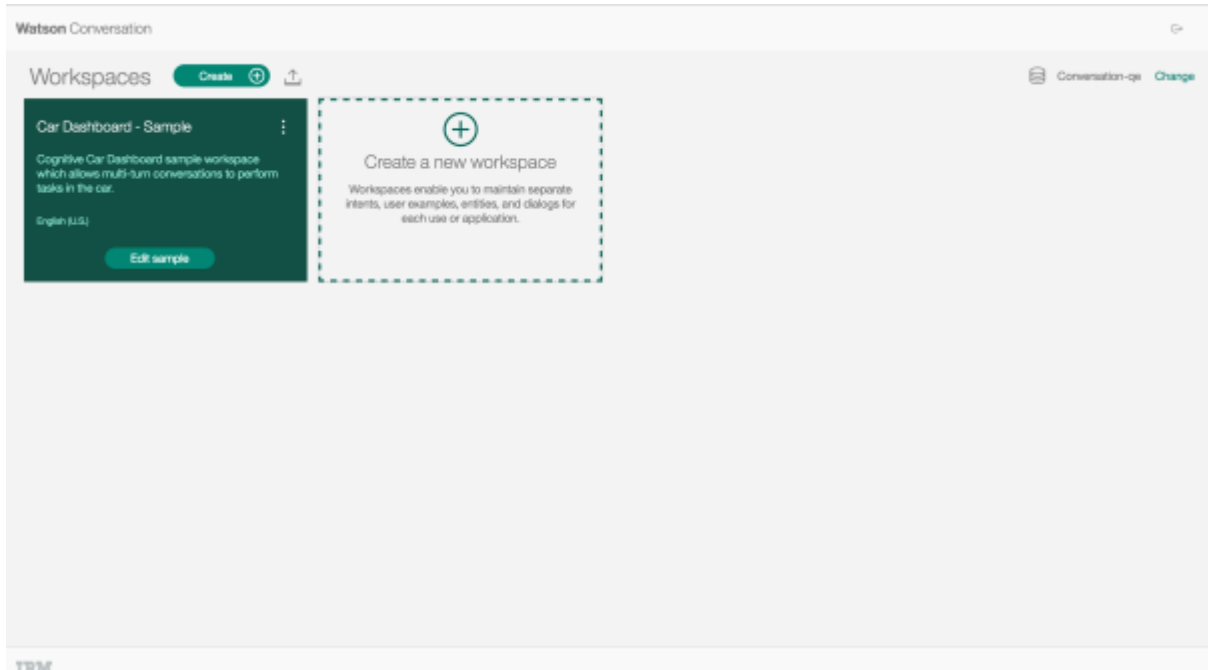 Watson Conversation
Workspaces
Create
Conversation-qe
Change
Car Dashboard - Sample
Cognitive Car Dashboard sample workspace
which allows multi-turn conversations to perform
tasks in the car.
English (U.S.)
Edit sample
Create a new workspace
Workspaces enable you to maintain separate
intents, user examples, entities, and dialogs for
each use or application.
IBM